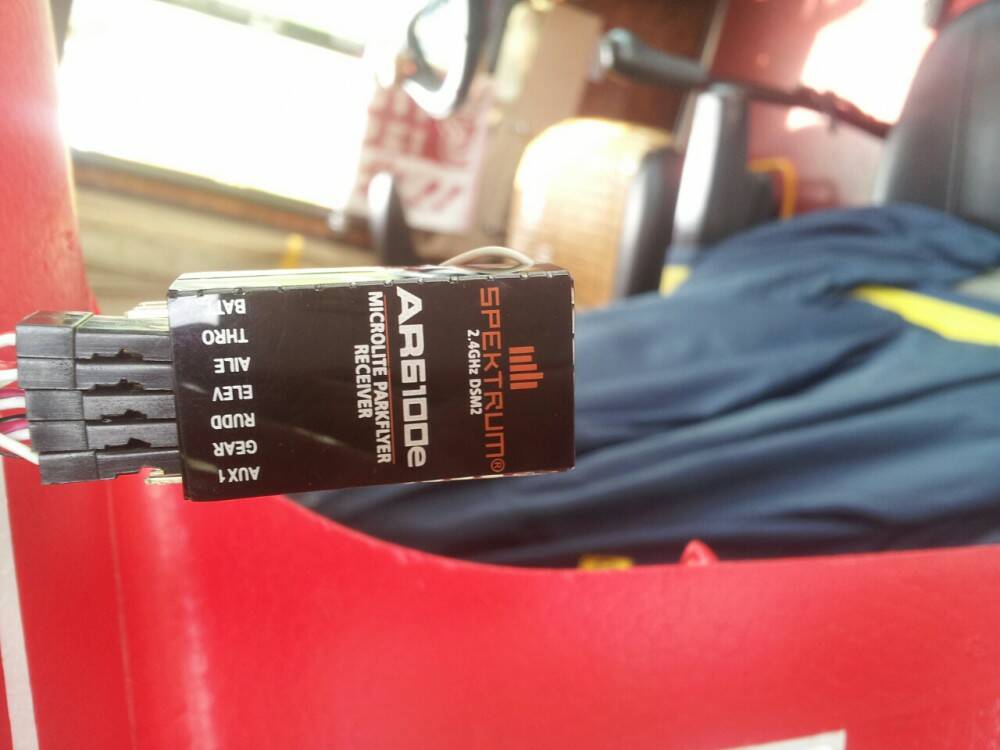 SPEKTRUM®
2.4GHz DSM2
AR6100e
MICROLITE PARKFLYER
RECEIVER
BATT
THRO
AILE
ELEV
RUDD
GEAR
AUX1